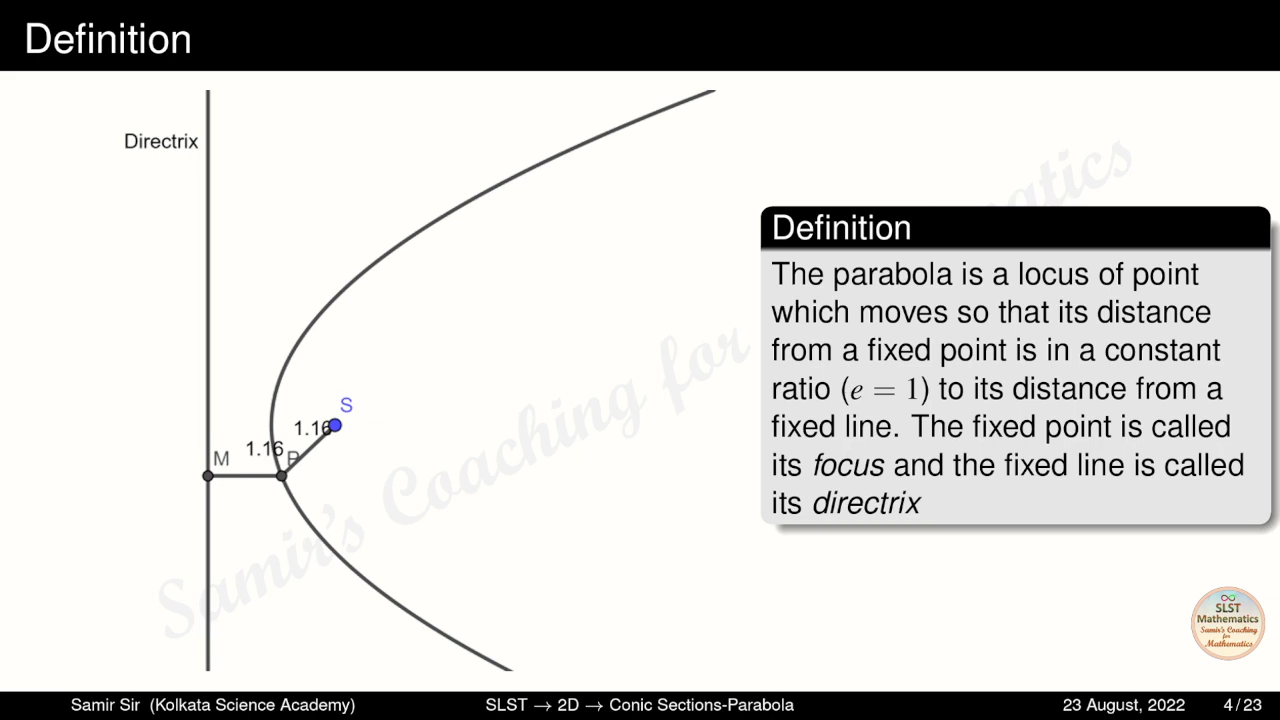 Definition
Directrix
S
1.16
1.16
M
P
Definition
The parabola is a locus of point
which moves so that its distance
from a fixed point is in a constant
ratio (e = 1) to its distance from a
fixed line. The fixed point is called
its focus and the fixed line is called
its directrix
Samir's Coaching for
SLST
Mathematics
Samir's Coaching
for
Mathematics
Samir Sir (Kolkata Science Academy)
SLST → 2D → Conic Sections-Parabola
23 August, 2022
4/23